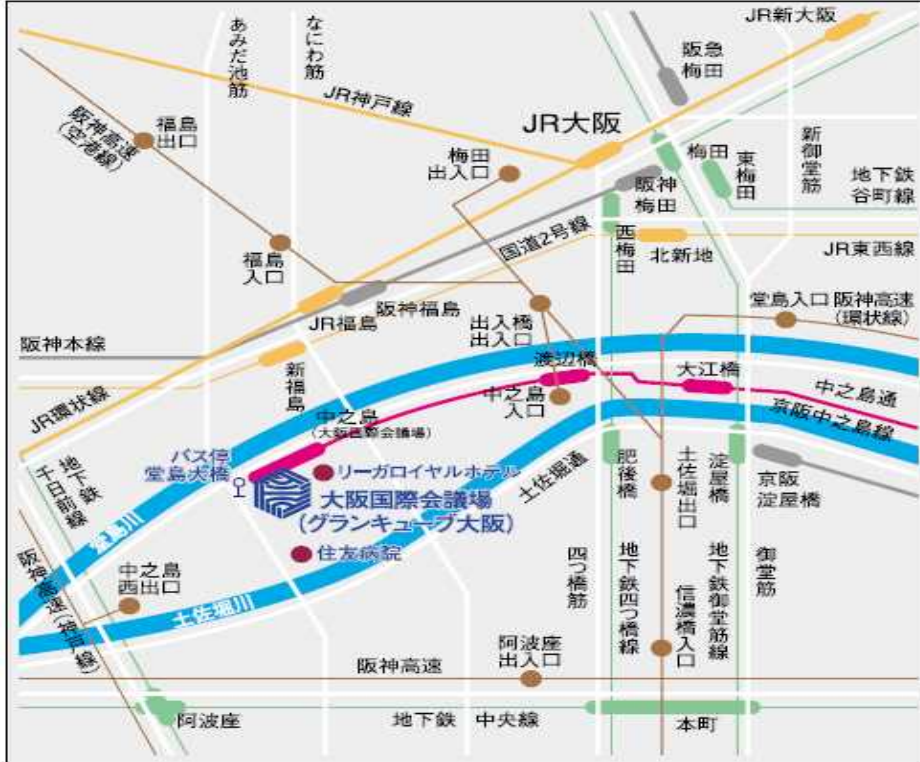 JR新大阪
あみだ池筋
なにわ筋
阪急
梅田
JR神戸線
阪神高速
(空港線)
福島
出口
JR大阪
梅田
出入口
梅田
東梅田
新御堂筋
地下鉄
谷町線
阪神
梅田
西梅田
国道2号線
北新地
JR東西線
福島
入口
阪神福島
JR福島
出入橋
出入口
堂島入口
阪神高速
(環状線)
阪神本線
新福島
渡辺橋
大江橋
中之島
入口
中之島通
京阪中之島線
JR環状線
中之島
(大阪国際会議場)
バス停
堂島大橋
リーガロイヤルホテル
大阪国際会議場
(グランキューブ大阪)
土佐堀通
肥後橋
土佐堀出口
淀屋橋
京阪
淀屋橋
地下鉄
千日前線
堂島川
住友病院
阪神高速(神戸線)
中之島
西出口
土佐堀川
四つ橋筋
地下鉄四つ橋線
信濃橋入口
地下鉄御堂筋線
御堂筋
阿波座
出入口
阪神高速
阿波座
地下鉄 中央線
本町